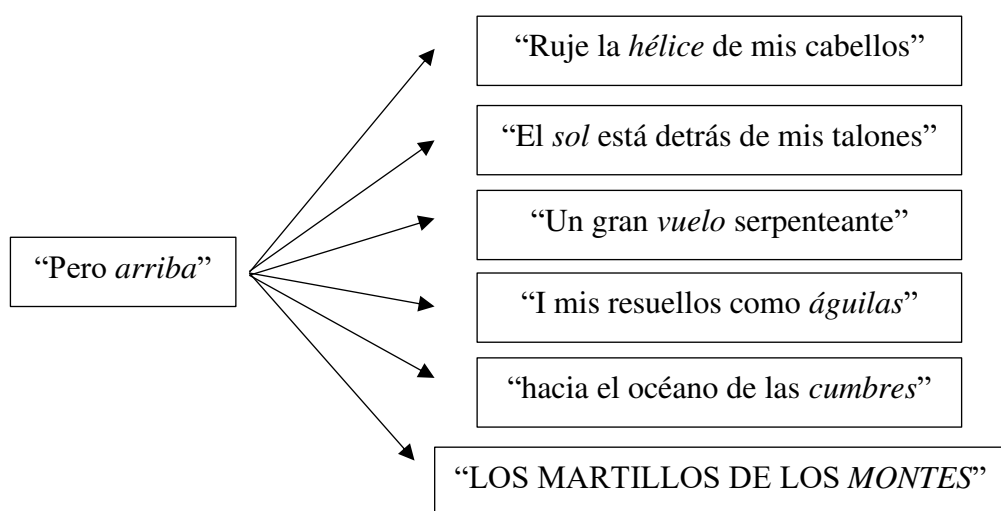 “Ruje la hélice de mis cabellos”
“El sol está detrás de mis talones”
“Un gran vuelo serpenteante”
“Pero arriba”
“I mis resuellos como águilas”
“hacia el océano de las cumbres”
“LOS MARTILLOS DE LOS MONTES”